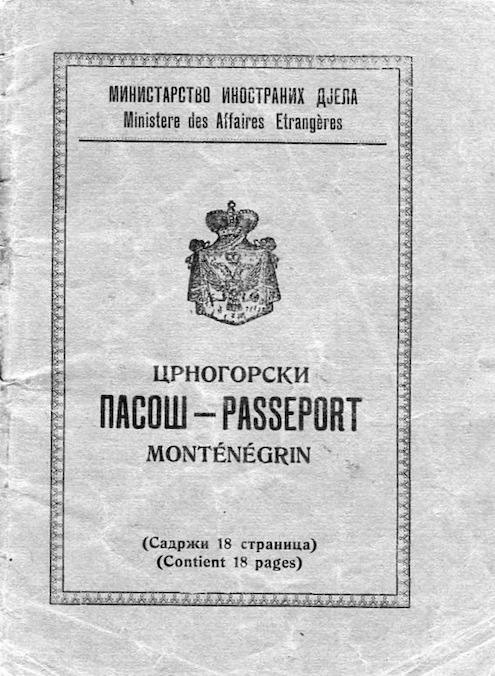 МИНИСТАРСТВО ИНОСТРАНИХ ДЈЕЛА
Ministere des Affaires Etrangères
ЦРНОГОРСКИ
ПАСОШ — PASSEPORT
MONTÉNÉGRIN
(Садржи 18 страница)
(Contient 18 pages)